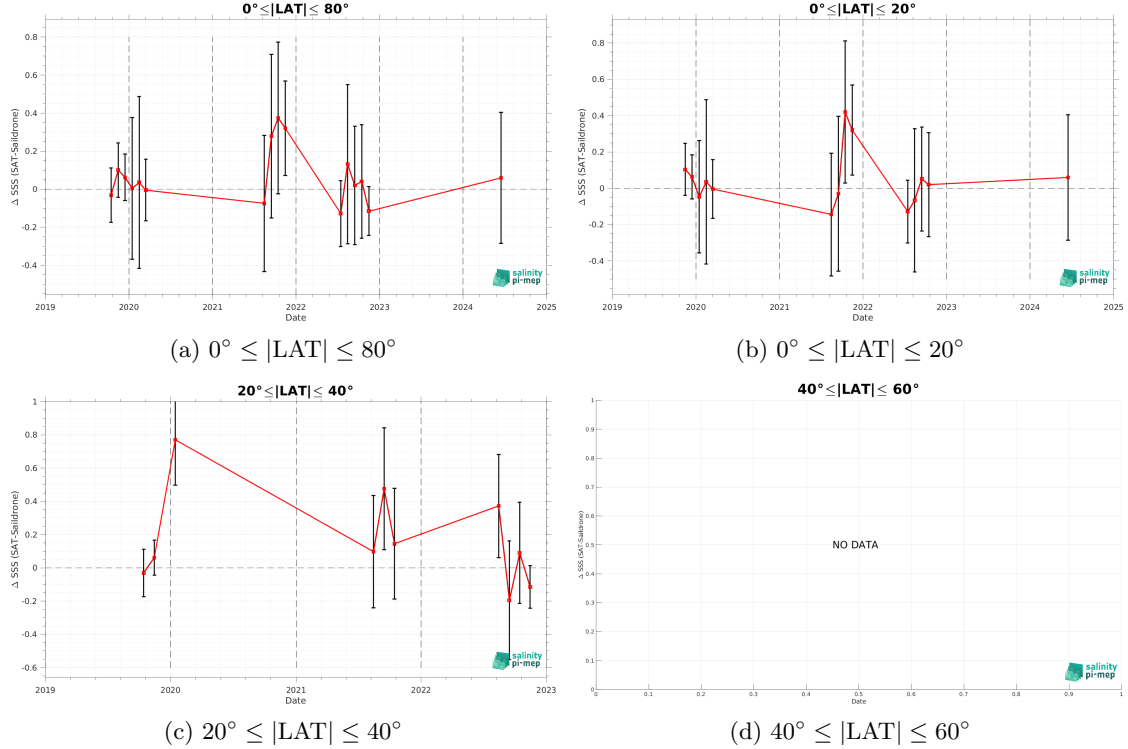 0°≤|LAT|≤ 80°
Δ SSS (SAT-Saildrone)
0.8
0.6
0.4
0.2
0
-0.2
-0.4
2019
2020
2021
2022
2023
2024
2025
Date
salinity
pi-mep
(a) 0° ≤ |LAT| ≤ 80°
0°≤|LAT|≤ 20°
Δ SSS (SAT-Saildrone)
0.8
0.6
0.4
0.2
0
-0.2
-0.4
2019
2020
2021
2022
2023
2024
2025
Date
salinity
pi-mep
(b) 0° ≤ |LAT| ≤ 20°
20°≤|LAT|≤ 40°
Δ SSS (SAT-Saildrone)
1
0.8
0.6
0.4
0.2
0
-0.2
-0.4
-0.6
2019
2020
2021
2022
2023
Date
salinity
pi-mep
(c) 20° ≤ |LAT| ≤ 40°
40°≤|LAT|≤ 60°
Δ SSS (SAT-Saildrone)
1
0.9
0.8
0.7
0.6
0.5
0.4
0.3
0.2
0.1
0
NO DATA
0
0.1
0.2
0.3
0.4
0.5
0.6
0.7
0.8
0.9
1
Date
salinity
pi-mep
(d) 40° ≤ |LAT| ≤ 60°